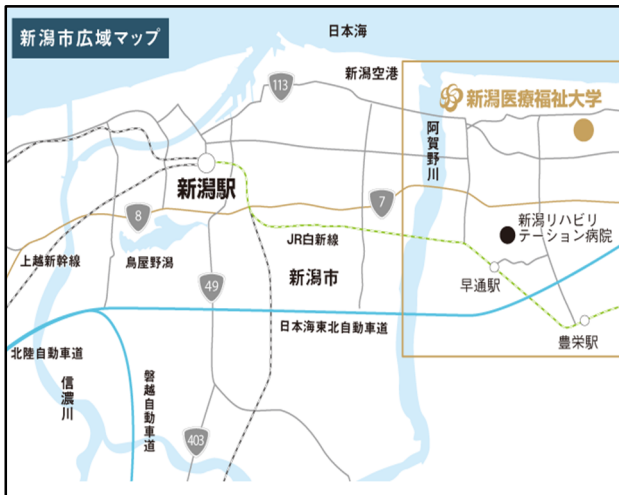 新潟市広域マップ
日本海
新潟空港
113
新潟医療福祉大学
阿賀野川
新潟駅
7
8
新潟リハビリ
テーション病院
JR白新線
上越新幹線
鳥屋野潟
新潟市
早通駅
49
日本海東北自動車道
豊栄駅
北陸自動車道
信濃川
磐越自動車道
403